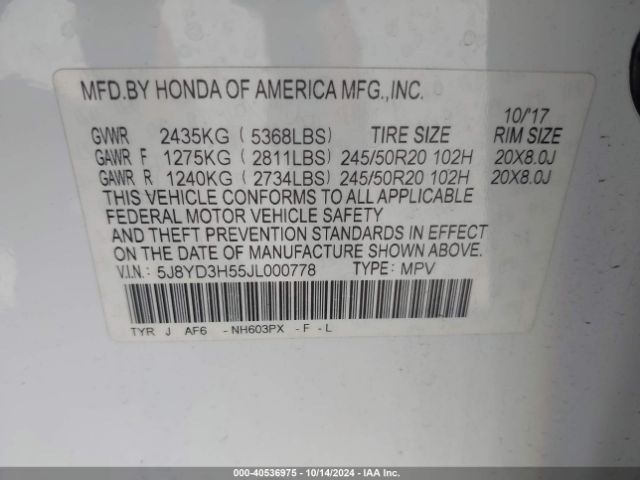 MFD.BY HONDA OF AMERICA MFG.,INC.
10/'17
GVWR 2435KG ( 5368LBS) TIRE SIZE RIM SIZE
GAWR F 1275KG ( 2811LBS) 245/50R20 102H 20X8.0J
GAWR R 1240KG ( 2734LBS) 245/50R20 102H 20X8.0J
THIS VEHICLE CONFORMS TO ALL APPLICABLE
FEDERAL MOTOR VEHICLE SAFETY
AND THEFT PREVENTION STANDARDS IN EFFECT
ON THE DATE OF MANUFACTURE SHOWN ABOVE.
V.I.N.: 5J8YD3H55JL000778 TYPE: MPV
TYR J AF6 -NH603PX -F -L
000-40536975 - 10/14/2024 - IAA Inc.